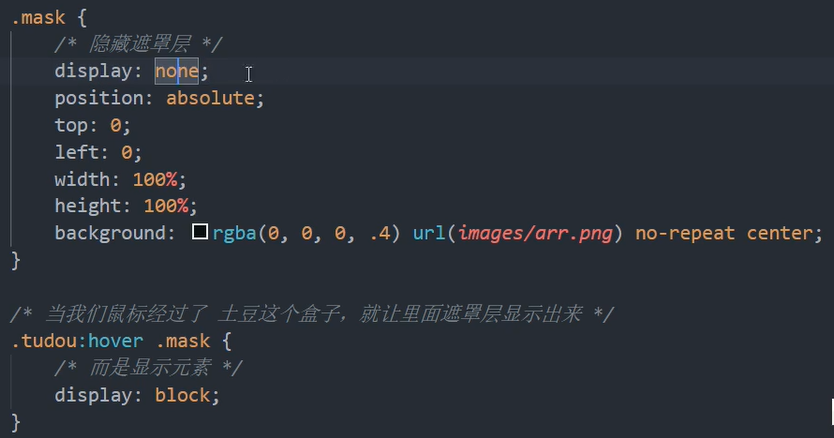 .mask {
/* 隐藏遮罩层 */
display: none;
position: absolute;
top: 0;
left: 0;
width: 100%;
height: 100%;
background: rgba(0, 0, 0, .4) url(images/arr.png) no-repeat center;
}
/* 当我们鼠标经过了 土豆这个盒子，就让里面遮罩层显示出来 */
.tudou:hover .mask {
/* 而是显示元素 */
display: block;
}